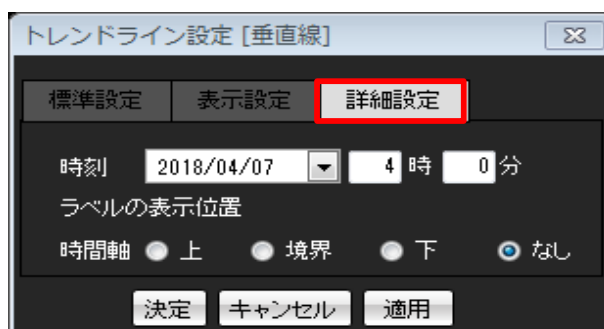 トレンドライン設定 [垂直線]
標準設定 表示設定 詳細設定
時刻 2018/04/07 4 時 0 分
ラベルの表示位置
時間軸 上 境界 下 なし
決定 キャンセル 適用